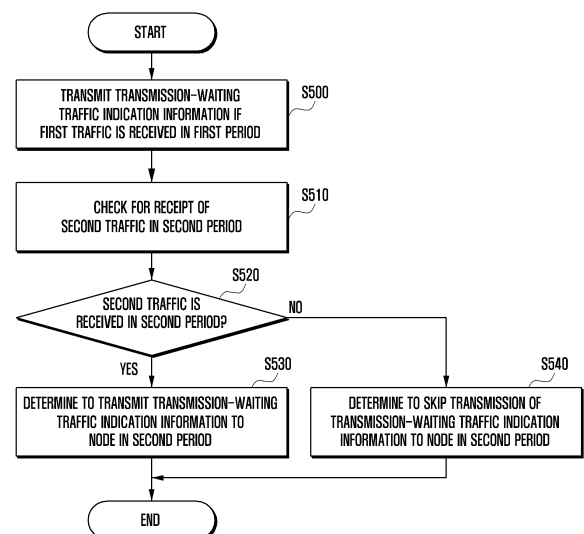 START
TRANSMIT TRANSMISSION-WAITING
TRAFFIC INDICATION INFORMATION IF
FIRST TRAFFIC IS RECEIVED IN FIRST PERIOD
S500
CHECK FOR RECEIPT OF
SECOND TRAFFIC IN SECOND PERIOD
S510
SECOND TRAFFIC IS
RECEIVED IN SECOND PERIOD?
S520
NO
YES
DETERMINE TO TRANSMIT TRANSMISSION-WAITING
TRAFFIC INDICATION INFORMATION TO
NODE IN SECOND PERIOD
S530
DETERMINE TO SKIP TRANSMISSION OF
TRANSMISSION-WAITING TRAFFIC INDICATION
INFORMATION TO NODE IN SECOND PERIOD
S540
END